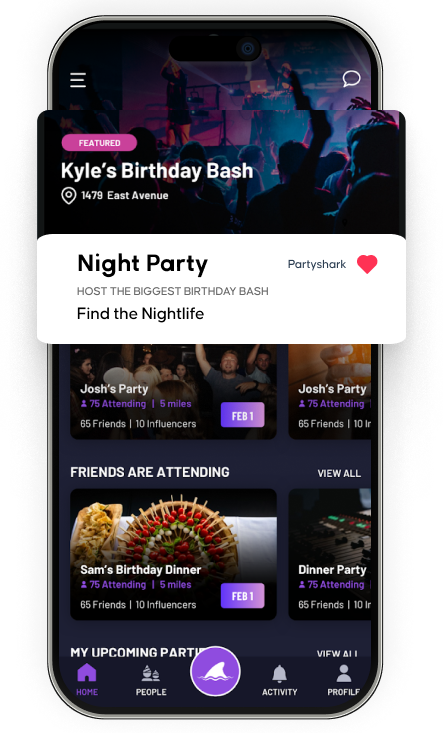 FEATURED
Kyle's Birthday Bash
1479 East Avenue
Night Party
Partyshark
HOST THE BIGGEST BIRTHDAY BASH
Find the Nightlife
Josh's Party
75 Attending | 5 miles
65 Friends | 10 Influencers
FEB 1
Josh's Party
75 Attending
65 Friends | 10 In
FRIENDS ARE ATTENDING
VIEW ALL
Sam's Birthday Dinner
75 Attending | 5 miles
65 Friends | 10 Influencers
FEB 1
Dinner Party
75 Attending |
65 Friends | 10 Ir
MY UPCOMING PARTIE
VIEW ALL
HOME
PEOPLE
ACTIVITY
PROFILE